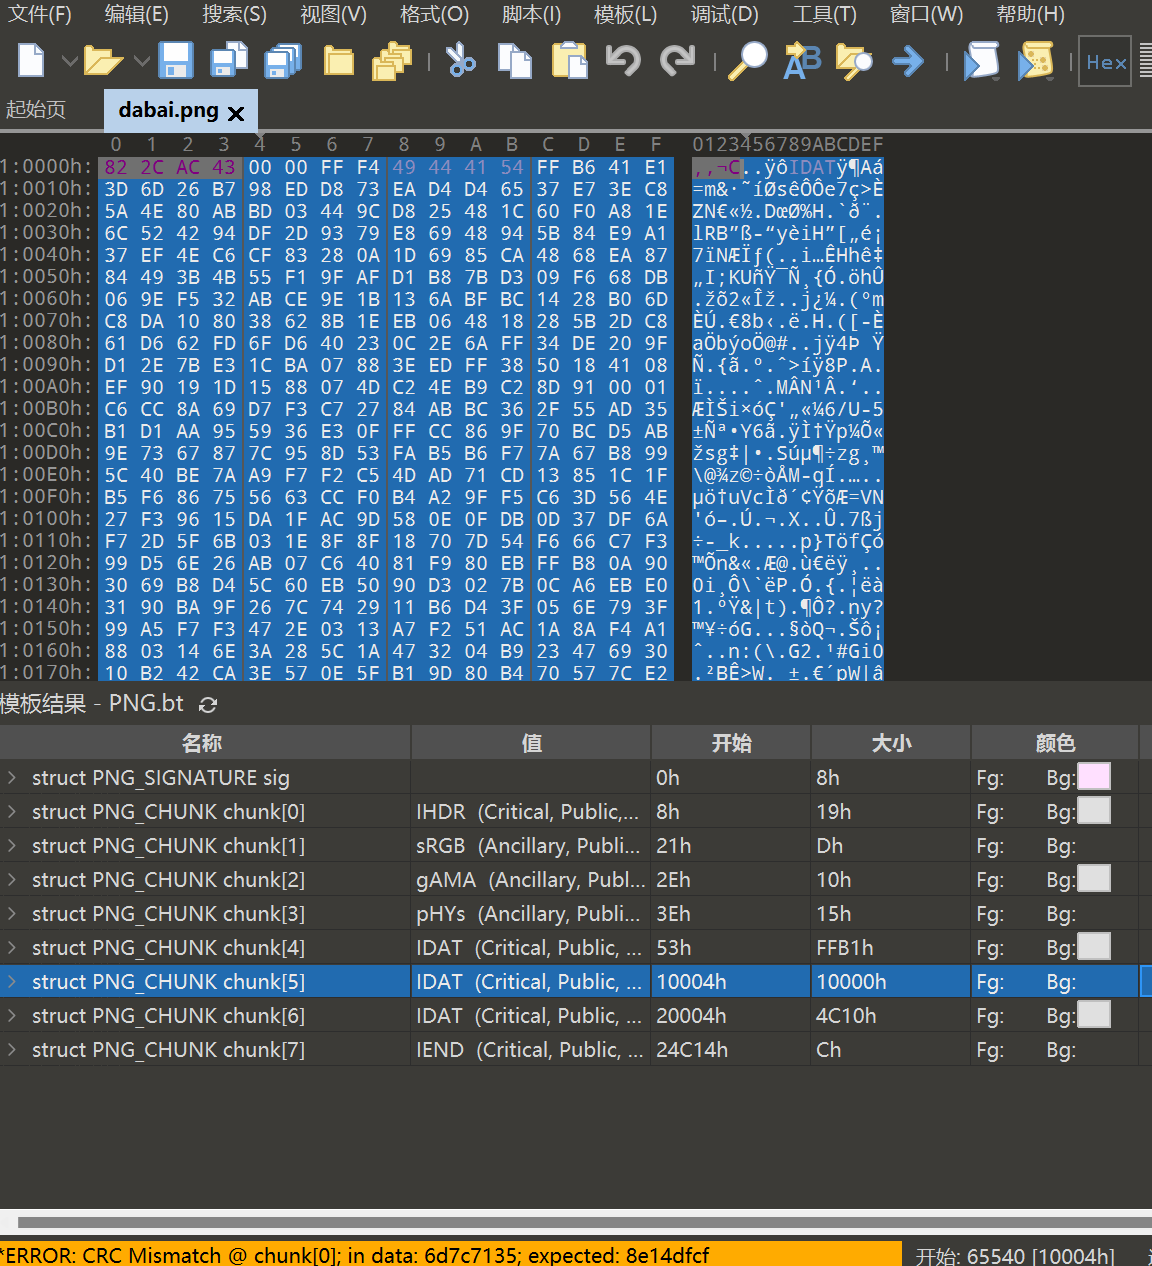 文件(F) 编辑(E) 搜索(S) 视图(V) 格式(O) 脚本(I) 模板(L) 调试(D) 工具(T) 窗口(W) 帮助(H)
Hex
起始页 dabai.png
0 1 2 3 4 5 6 7 8 9 A B C D E F 0123456789ABCDEF
1:0000h: 82 2C AC 43 00 00 FF F4 49 44 41 54 FF B6 41 E1 ‚,¬C..ÿôIDATÿ¶Aá
1:0010h: 3D 6D 26 B7 98 ED D8 73 EA D4 D4 65 37 E7 3E C8 =m&·˜íØsêÔÔe7ç>È
1:0020h: 5A 4E 80 AB BD 03 44 9C D8 25 48 1C 60 F0 A8 1E ZN€«½.DœØ%H.`ð¨.
1:0030h: 6C 52 42 94 DF 2D 93 79 E8 69 48 94 5B 84 E9 A1 lRB”ß-“yèiH”[„é¡
1:0040h: 37 EF 4E C6 CF 83 28 0A 1D 69 85 CA 48 68 EA 87 7ïNÆÏƒ(..i…ÊHhê‡
1:0050h: 84 49 3B 4B 55 F1 9F AF D1 B8 7B D3 09 F6 68 DB „I;KUñŸ¯Ñ¸{Ó.öhÛ
1:0060h: 06 9E F5 32 AB CE 9E 1B 13 6A BF BC 14 28 B0 6D .žõ2«Îž..j¿¼.(°m
1:0070h: C8 DA 10 80 38 62 8B 1E EB 06 48 18 28 5B 2D C8 ÈÚ.€8b‹.ë.H.([-È
1:0080h: 61 D6 62 FD 6F D6 40 23 0C 2E 6A FF 34 DE 20 9F aÖbýoÖ@#..jÿ4Þ Ÿ
1:0090h: D1 2E 7B E3 1C BA 07 88 3E ED FF 38 50 18 41 08 Ñ.{ã.º.ˆ>íÿ8P.A.
1:00A0h: EF 90 19 1D 15 88 07 4D C2 4E B9 C2 8D 91 00 01 ï....ˆ.MÂN¹Â.‘..
1:00B0h: C6 CC 8A 69 D7 F3 C7 27 84 AB BC 36 2F 55 AD 35 ÆÌŠi×óÇ'„«¼6/U-5
1:00C0h: B1 D1 AA 95 59 36 E3 0F FF CC 86 9F 70 BC D5 AB ±Ñª•Y6ã.ÿÌ†Ÿp¼Õ«
1:00D0h: 9E 73 67 87 7C 95 8D 53 FA B5 B6 F7 7A 67 B8 99 žsg‡|•.Súµ¶÷zg¸™
1:00E0h: 5C 40 BE 7A A9 F7 F2 C5 4D AD 71 CD 13 85 1C 1F \@¾z©÷òÅM-qÍ.…..
1:00F0h: B5 F6 86 75 56 63 CC F0 B4 A2 9F F5 C6 3D 56 4E µö†uVcÌð´¢ŸõÆ=VN
1:0100h: 27 F3 96 15 DA 1F AC 9D 58 0E 0F DB 0D 37 DF 6A 'ó–.Ú.¬.X..Û.7ßj
1:0110h: F7 2D 5F 6B 03 1E 8F 8F 18 70 7D 54 F6 66 C7 F3 ÷-_k.....p}TöfÇó
1:0120h: 99 D5 6E 26 AB 07 C6 40 81 F9 80 EB FF B8 0A 90 ™Õn&«.Æ@.ù€ëÿ¸..
1:0130h: 30 69 B8 D4 5C 60 EB 50 90 D3 02 7B 0C A6 EB E0 0i¸Ô\`ëP.Ó.{.¦ëà
1:0140h: 31 90 BA 9F 26 7C 74 29 11 B6 D4 3F 05 6E 79 3F 1.ºŸ&|t).¶Ô?.ny?
1:0150h: 99 A5 F7 F3 47 2E 03 13 A7 F2 51 AC 1A 8A F4 A1 ™¥÷óG...§òQ¬.Šô¡
1:0160h: 88 03 14 6E 3A 28 5C 1A 47 32 04 B9 23 47 69 30 ˆ..n:(\.G2.¹#Gi0
1:0170h: 10 B2 42 CA 3E 57 0E 5F B1 9D 80 B4 70 57 7C E2 .²BÊ>W._±.€´pW|â
模板结果 - PNG.bt
名称 值 开始 大小 颜色
struct PNG_SIGNATURE sig 0h 8h Fg: Bg:
struct PNG_CHUNK chunk[0] IHDR (Critical, Public,... 8h 19h Fg: Bg:
struct PNG_CHUNK chunk[1] sRGB (Ancillary, Publi... 21h Dh Fg: Bg:
struct PNG_CHUNK chunk[2] gAMA (Ancillary, Publ... 2Eh 10h Fg: Bg:
struct PNG_CHUNK chunk[3] pHYs (Ancillary, Publi... 3Eh 15h Fg: Bg:
struct PNG_CHUNK chunk[4] IDAT (Critical, Public, ... 53h FFB1h Fg: Bg:
struct PNG_CHUNK chunk[5] IDAT (Critical, Public, ... 10004h 10000h Fg: Bg:
struct PNG_CHUNK chunk[6] IDAT (Critical, Public, ... 20004h 4C10h Fg: Bg:
struct PNG_CHUNK chunk[7] IEND (Critical, Public, ... 24C14h Ch Fg: Bg:
*ERROR: CRC Mismatch @ chunk[0]; in data: 6d7c7135; expected: 8e14dfcf 开始: 65540 [10004h]